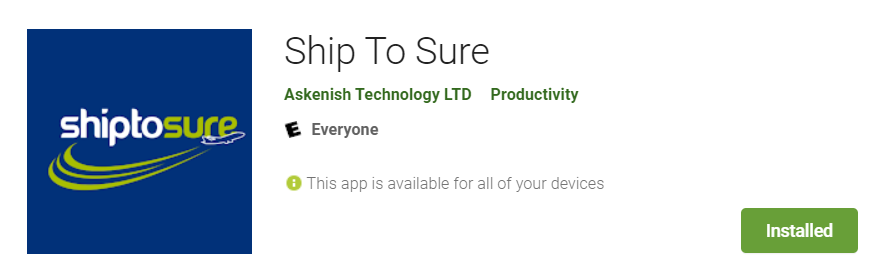 shiptosure
Ship To Sure
Askenish Technology LTD Productivity
E Everyone
This app is available for all of your devices
Installed